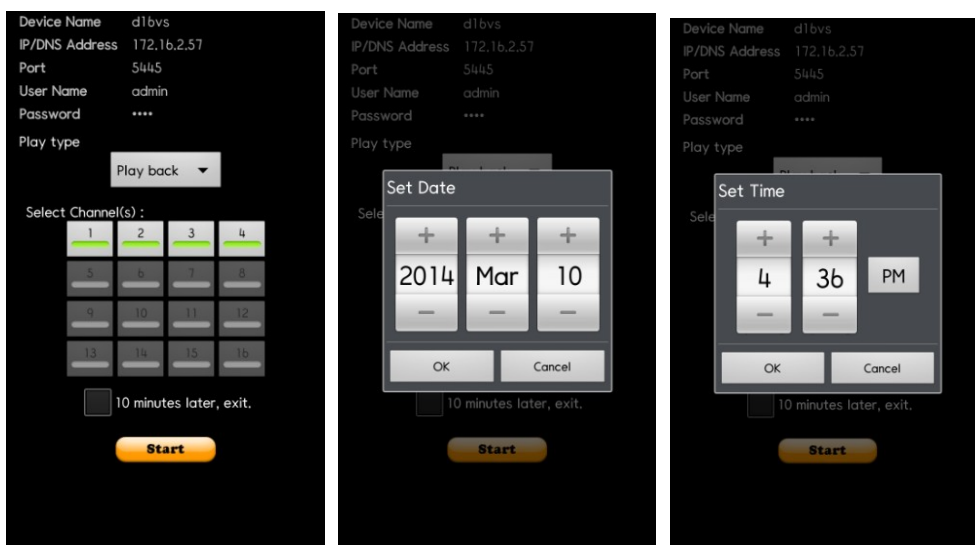 Device Name d1bvs
IP/DNS Address 172.16.2.57
Port 5445
User Name admin
Password ••••
Play type
Play back
Select Channel(s) :
1 2 3 4
5 6 7 8
9 10 11 12
13 14 15 16
10 minutes later, exit.
Start
Device Name d1bvs
IP/DNS Address 172.16.2.57
Port 5445
User Name admin
Password ••••
Play type
Set Date
Sele
+ + +
2014 Mar 10
− − −
OK Cancel
10 minutes later, exit.
Start
Device Name d1bvs
IP/DNS Address 172.16.2.57
Port 5445
User Name admin
Password ••••
Play type
Set Time
Sele
+ +
4 36 PM
− −
OK Cancel
10 minutes later, exit.
Start